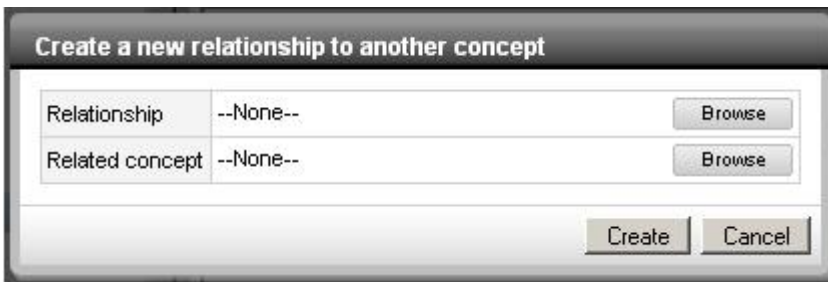 Create a new relationship to another concept
Relationship --None-- Browse
Related concept --None-- Browse
Create Cancel